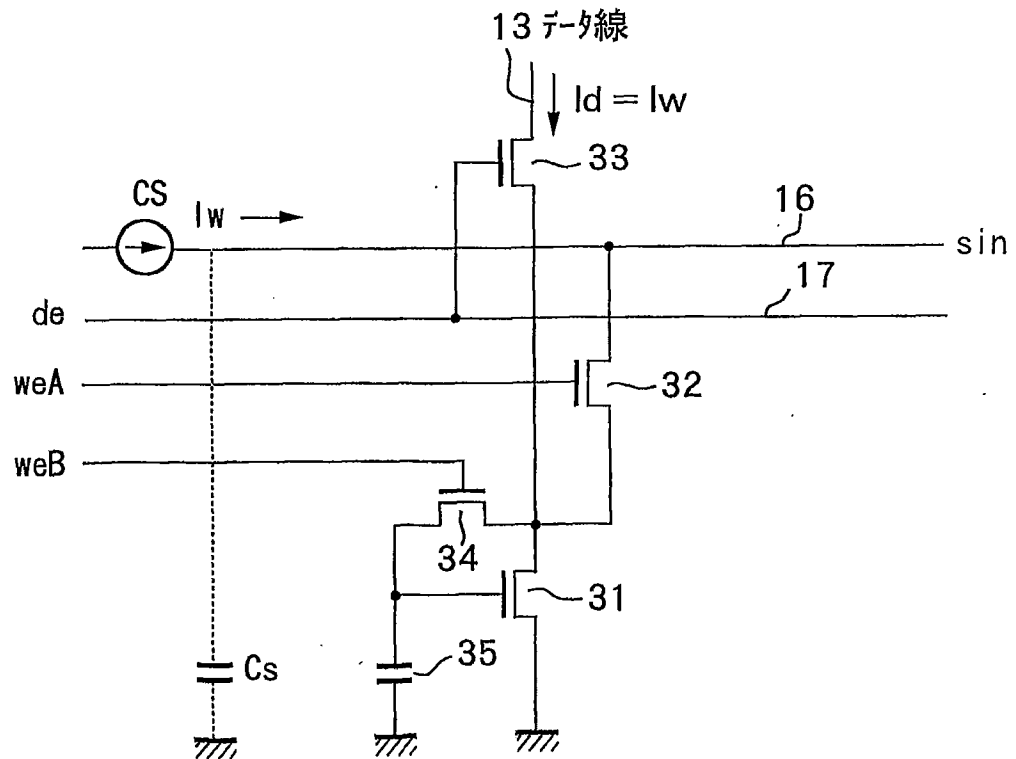 13 データ線
Id = Iw
33
CS
Iw
16
sin
17
de
weA
32
weB
34
31
35
Cs